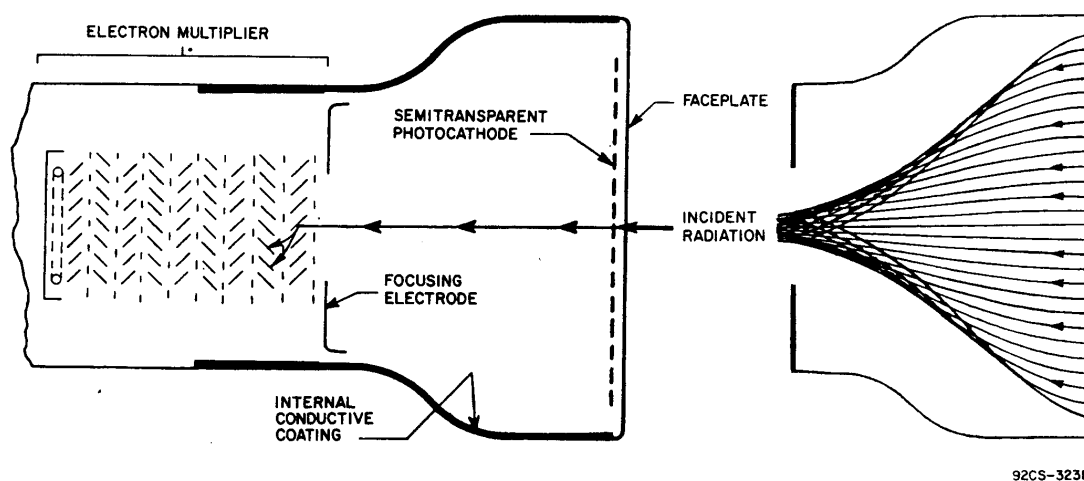 ELECTRON MULTIPLIER
SEMITRANSPARENT
PHOTOCATHODE
FACEPLATE
INCIDENT
RADIATION
FOCUSING
ELECTRODE
INTERNAL
CONDUCTIVE
COATING